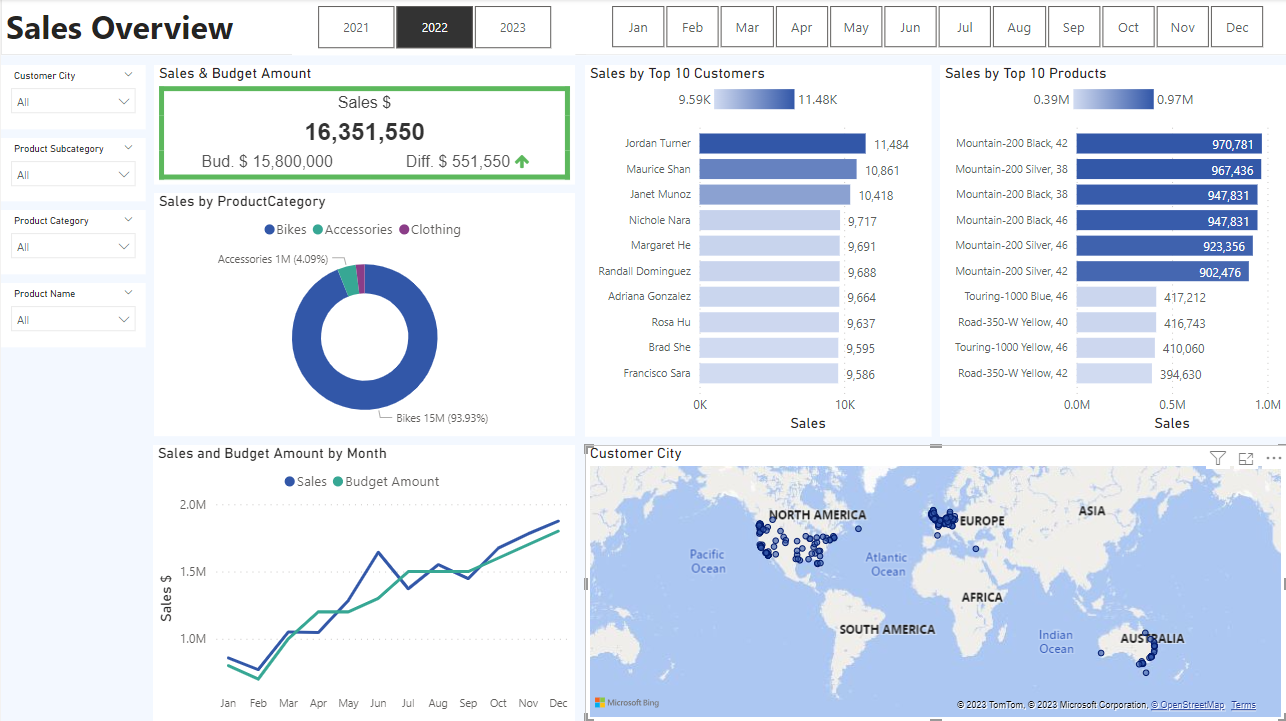 Sales Overview
2021
2022
2023
Jan
Feb
Mar
Apr
May
Jun
Jul
Aug
Sep
Oct
Nov
Dec
Customer City
All
Product Subcategory
All
Product Category
All
Product Name
All
Sales & Budget Amount
Sales $
16,351,550
Bud. $ 15,800,000
Diff. $ 551,550
Sales by ProductCategory
Bikes Accessories Clothing
Accessories 1M (4.09%)
Bikes 15M (93.93%)
Sales by Top 10 Customers
9.59K 11.48K
Jordan Turner 11,484
Maurice Shan 10,861
Janet Munoz 10,418
Nichole Nara 9,717
Margaret He 9,691
Randall Dominguez 9,688
Adriana Gonzalez 9,664
Rosa Hu 9,637
Brad She 9,595
Francisco Sara 9,586
0K 10K
Sales
Sales by Top 10 Products
0.39M 0.97M
Mountain-200 Black, 42 970,781
Mountain-200 Silver, 38 967,436
Mountain-200 Black, 38 947,831
Mountain-200 Black, 46 947,831
Mountain-200 Silver, 46 923,356
Mountain-200 Silver, 42 902,476
Touring-1000 Blue, 46 417,212
Road-350-W Yellow, 40 416,743
Touring-1000 Yellow, 46 410,060
Road-350-W Yellow, 42 394,630
0.0M 0.5M 1.0M
Sales
Sales and Budget Amount by Month
Sales Budget Amount
2.0M
1.5M
1.0M
Sales $
Jan Feb Mar Apr May Jun Jul Aug Sep Oct Nov Dec
Customer City
NORTH AMERICA
EUROPE
ASIA
Pacific
Ocean
Atlantic
Ocean
AFRICA
SOUTH AMERICA
Indian
Ocean
AUSTRALIA
Microsoft Bing
© 2023 TomTom, © 2023 Microsoft Corporation, © OpenStreetMap Terms